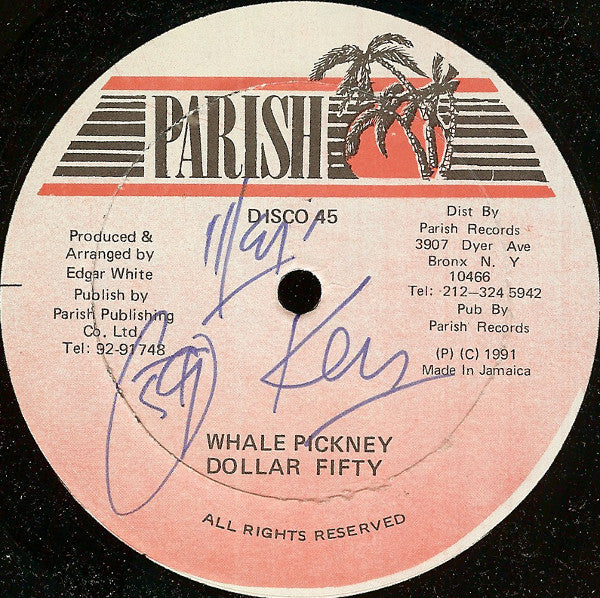 PARISH
DISCO 45
Produced &
Arranged by
Edgar White
Publish by
Parish Publishing
Co. Ltd
Tel: 92-91748
Dist By
Parish Records
3907 Dyer Ave
Bronx N. Y
10466
Tel: 212-324 5942
Pub By
Parish Records
(P) (C) 1991
Made In Jamaica
WHALE PICKNEY
DOLLAR FIFTY
ALL RIGHTS RESERVED